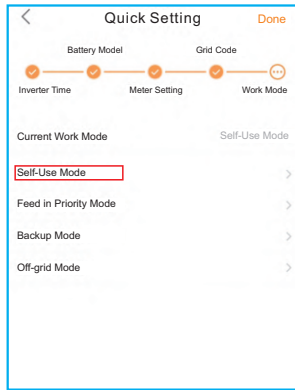 Quick Setting Done
Battery Model Grid Code
Inverter Time Meter Setting Work Mode
Current Work Mode Self-Use Mode
Self-Use Mode
Feed in Priority Mode
Backup Mode
Off-grid Mode